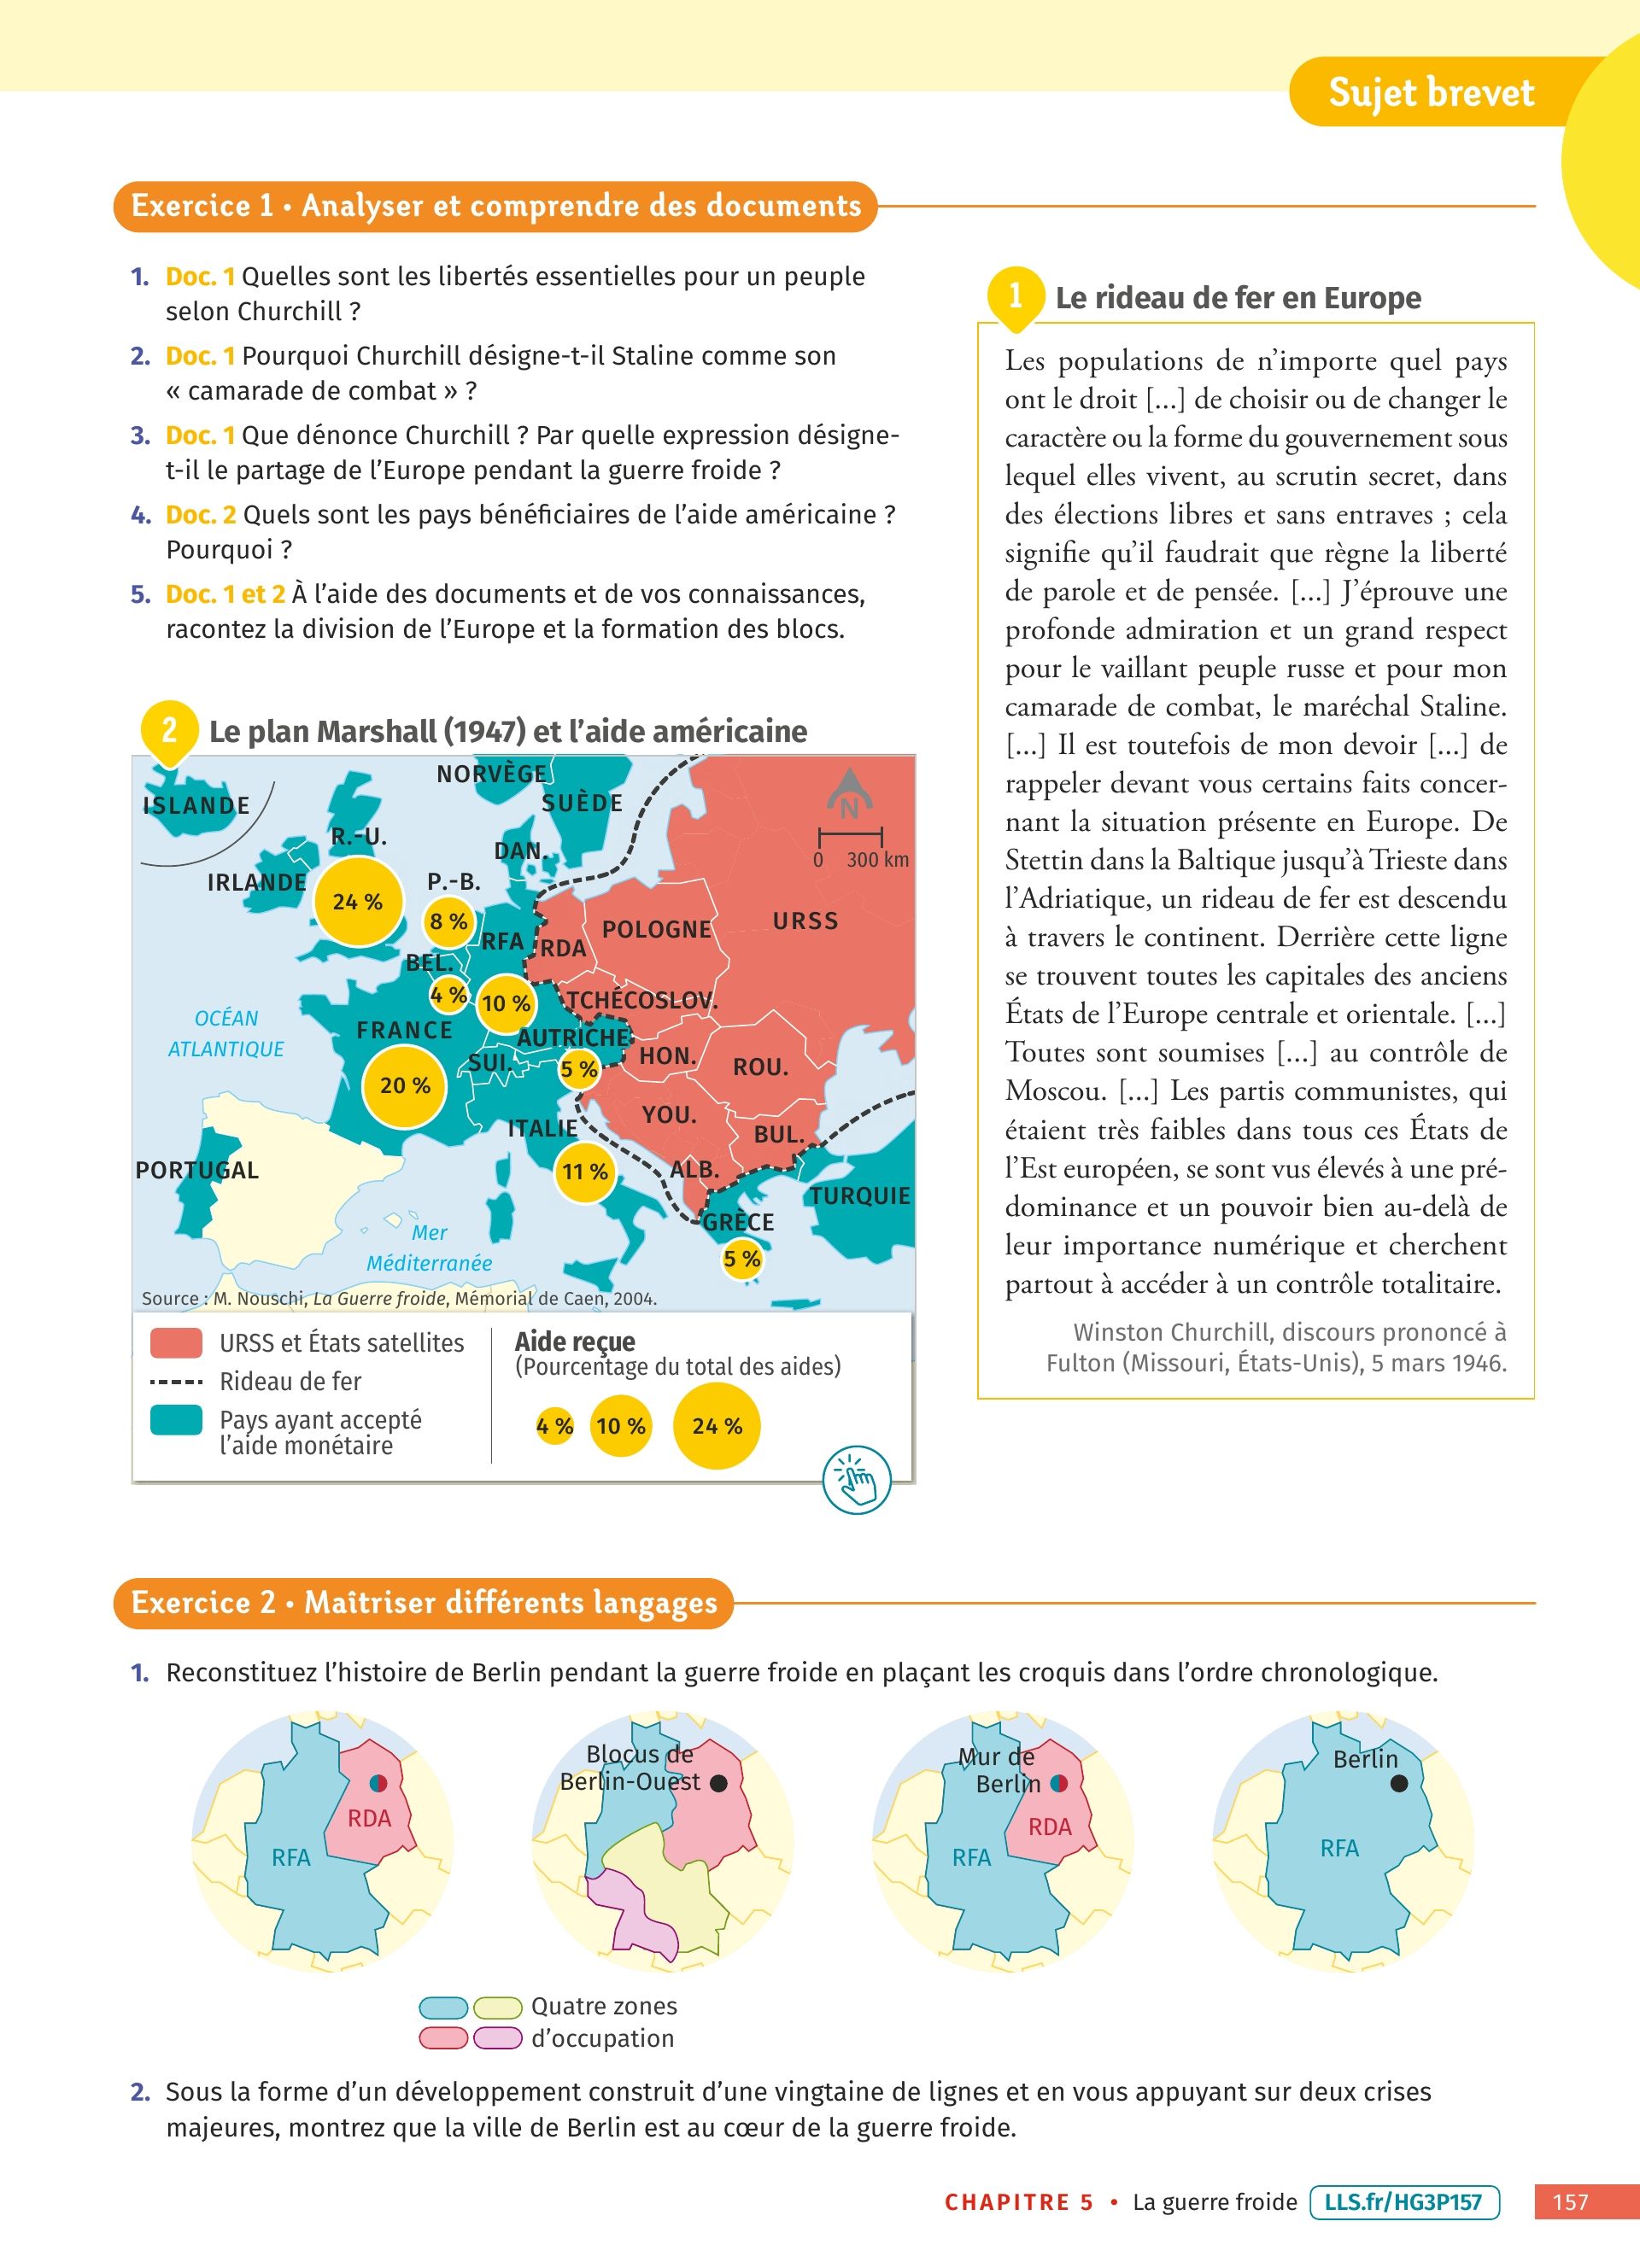 Sujet brevet
Exercice 1 • Analyser et comprendre des documents
1. Doc. 1 Quelles sont les libertés essentielles pour un peuple
selon Churchill ?
2. Doc. 1 Pourquoi Churchill désigne-t-il Staline comme son
« camarade de combat » ?
3. Doc. 1 Que dénonce Churchill ? Par quelle expression désigne-
t-il le partage de l’Europe pendant la guerre froide ?
4. Doc. 2 Quels sont les pays bénéficiaires de l’aide américaine ?
Pourquoi ?
5. Doc. 1 et 2 À l’aide des documents et de vos connaissances,
racontez la division de l’Europe et la formation des blocs.
1 Le rideau de fer en Europe
Les populations de n’importe quel pays
ont le droit [...] de choisir ou de changer le
caractère ou la forme du gouvernement sous
lequel elles vivent, au scrutin secret, dans
des élections libres et sans entraves ; cela
signifie qu’il faudrait que règne la liberté
de parole et de pensée. [...] J’éprouve une
profonde admiration et un grand respect
pour le vaillant peuple russe et pour mon
camarade de combat, le maréchal Staline.
[...] Il est toutefois de mon devoir [...] de
rappeler devant vous certains faits concer-
nant la situation présente en Europe. De
Stettin dans la Baltique jusqu’à Trieste dans
l’Adriatique, un rideau de fer est descendu
à travers le continent. Derrière cette ligne
se trouvent toutes les capitales des anciens
États de l’Europe centrale et orientale. [...]
Toutes sont soumises [...] au contrôle de
Moscou. [...] Les partis communistes, qui
étaient très faibles dans tous ces États de
l’Est européen, se sont vus élevés à une pré-
dominance et un pouvoir bien au-delà de
leur importance numérique et cherchent
partout à accéder à un contrôle totalitaire.
Winston Churchill, discours prononcé à
Fulton (Missouri, États-Unis), 5 mars 1946.
2 Le plan Marshall (1947) et l’aide américaine
NORVÈGE
ISLANDE
SUÈDE
N
R.-U.
DAN.
0 300 km
IRLANDE
P.-B.
24 %
8 %
URSS
POLOGNE
RFA
RDA
BEL.
4 %
10 %
TCHÉCOSLOV.
OCÉAN
ATLANTIQUE
FRANCE
AUTRICHE
HON.
SUI.
5 %
ROU.
20 %
YOU.
ITALIE
BUL.
PORTUGAL
11 %
ALB.
TURQUIE
GRÈCE
Mer
Méditerranée
5 %
Source : M. Nouschi, La Guerre froide, Mémorial de Caen, 2004.
URSS et États satellites
Rideau de fer
Pays ayant accepté
l’aide monétaire
Aide reçue
(Pourcentage du total des aides)
4 % 10 % 24 %
Exercice 2 • Maîtriser différents langages
1. Reconstituez l’histoire de Berlin pendant la guerre froide en plaçant les croquis dans l’ordre chronologique.
RDA
RFA
Blocus de
Berlin-Ouest
Mur de
Berlin
RDA
RFA
Berlin
RFA
Quatre zones
d’occupation
2. Sous la forme d’un développement construit d’une vingtaine de lignes et en vous appuyant sur deux crises
majeures, montrez que la ville de Berlin est au cœur de la guerre froide.
CHAPITRE 5 • La guerre froide LLS.fr/HG3P157 157